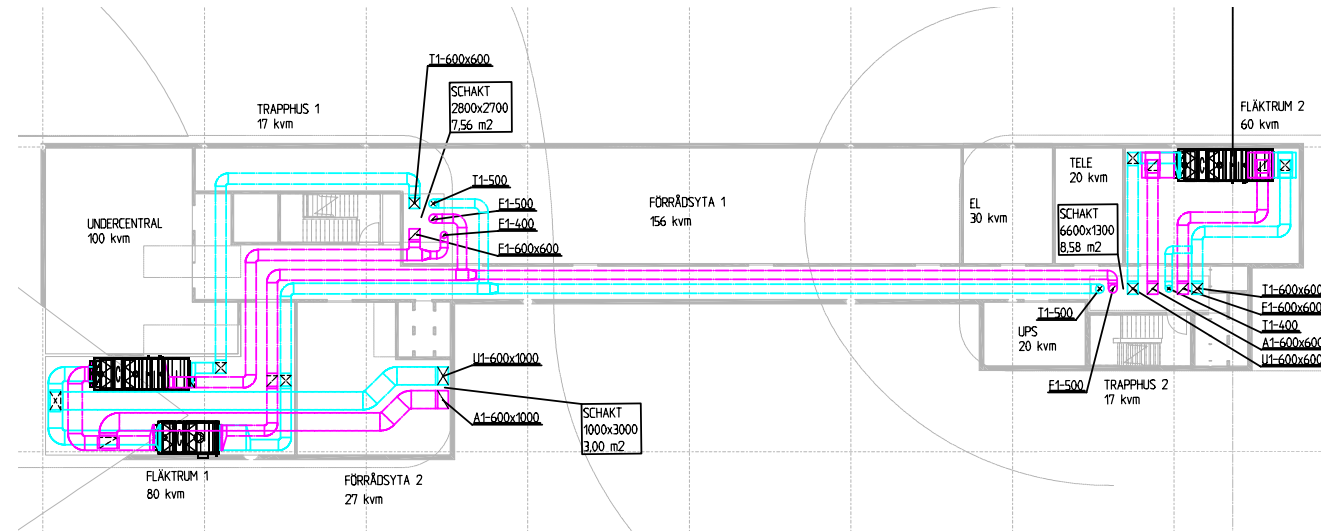 T1-600x600
SCHAKT
2800x2700
7,56 m2
TRAPPHUS 1
17 kvm
FLÄKTRUM 2
60 kvm
TELE
20 kvm
T1-500
F1-500
F1-400
F1-600x600
UNDERCENTRAL
100 kvm
FÖRRÅDSYTA 1
156 kvm
EL
30 kvm
SCHAKT
6600x1300
8,58 m2
T1-600x600
F1-600x600
T1-400
A1-600x600
U1-600x600
T1-500
UPS
20 kvm
F1-500
TRAPPHUS 2
17 kvm
U1-600x1000
A1-600x1000
SCHAKT
1000x3000
3,00 m2
FLÄKTRUM 1
80 kvm
FÖRRÅDSYTA 2
27 kvm